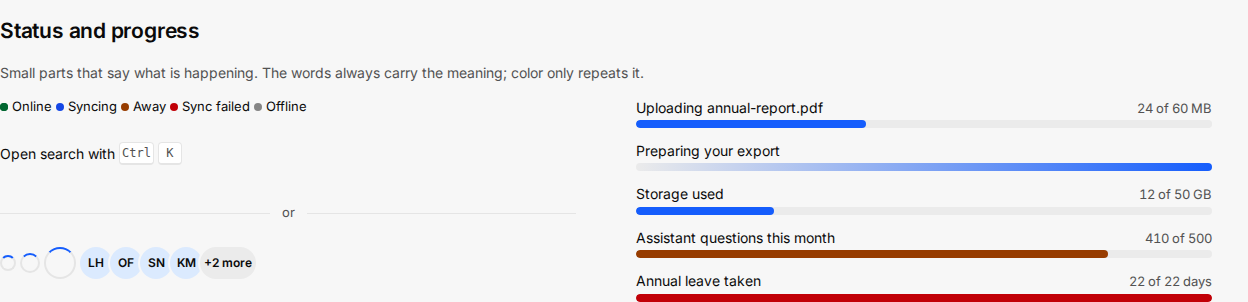 Status and progress
Small parts that say what is happening. The words always carry the meaning; color only repeats it.
Online Syncing Away Sync failed Offline
Open search with Ctrl K
or
LH OF SN KM +2 more
Uploading annual-report.pdf 24 of 60 MB
Preparing your export
Storage used 12 of 50 GB
Assistant questions this month 410 of 500
Annual leave taken 22 of 22 days